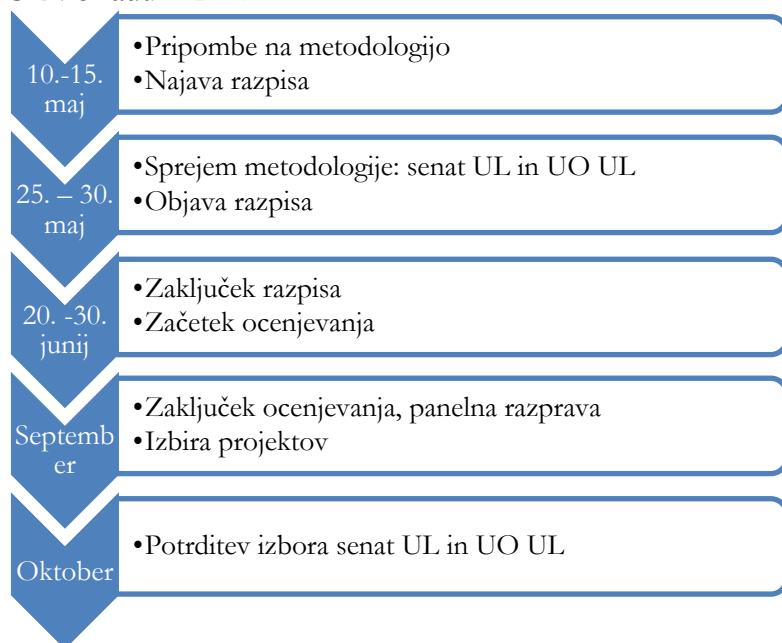 10.-15.
maj
•Pripombe na metodologijo
•Najava razpisa
25. – 30.
maj
•Sprejem metodologije: senat UL in UO UL
•Objava razpisa
20. -30.
junij
•Zaključek razpisa
•Začetek ocenjevanja
Septemb
er
•Zaključek ocenjevanja, panelna razprava
•Izbira projektov
Oktober
•Potrditev izbora senat UL in UO UL